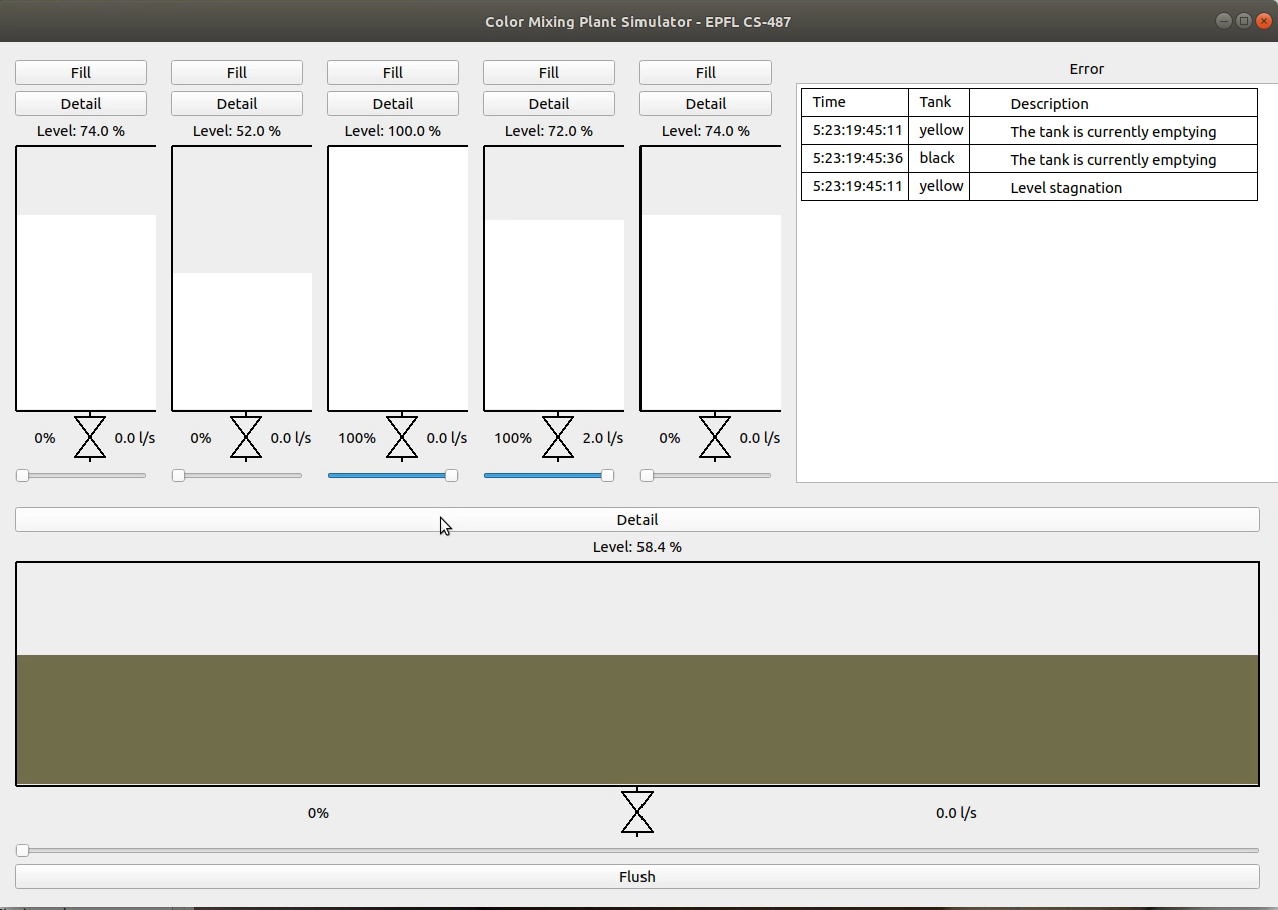 Color Mixing Plant Simulator - EPFL CS-487
Fill Fill Fill Fill Fill
Detail Detail Detail Detail Detail
Level: 74.0 % Level: 52.0 % Level: 100.0 % Level: 72.0 % Level: 74.0 %
0% 0.0 l/s 0% 0.0 l/s 100% 0.0 l/s 100% 2.0 l/s 0% 0.0 l/s
Error
Time Tank Description
5:23:19:45:11 yellow The tank is currently emptying
5:23:19:45:36 black The tank is currently emptying
5:23:19:45:11 yellow Level stagnation
Detail
Level: 58.4 %
0% 0.0 l/s
Flush